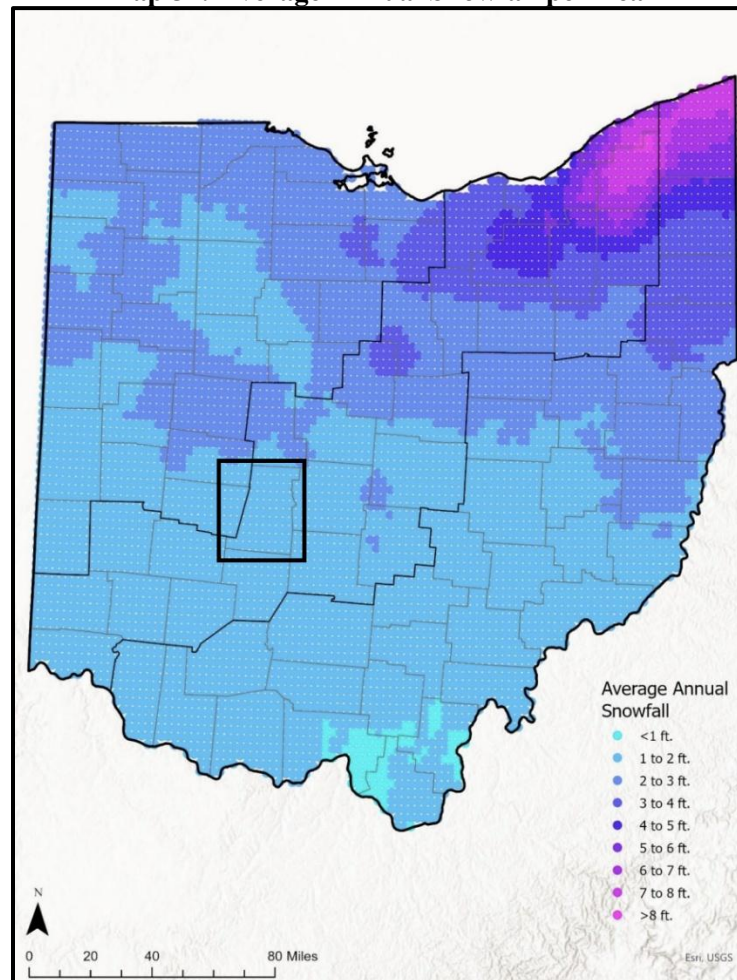 Average Annual
Snowfall
<1 ft.
1 to 2 ft.
2 to 3 ft.
3 to 4 ft.
4 to 5 ft.
5 to 6 ft.
6 to 7 ft.
7 to 8 ft.
>8 ft.
N
0 20 40 80 Miles
Esri, USGS